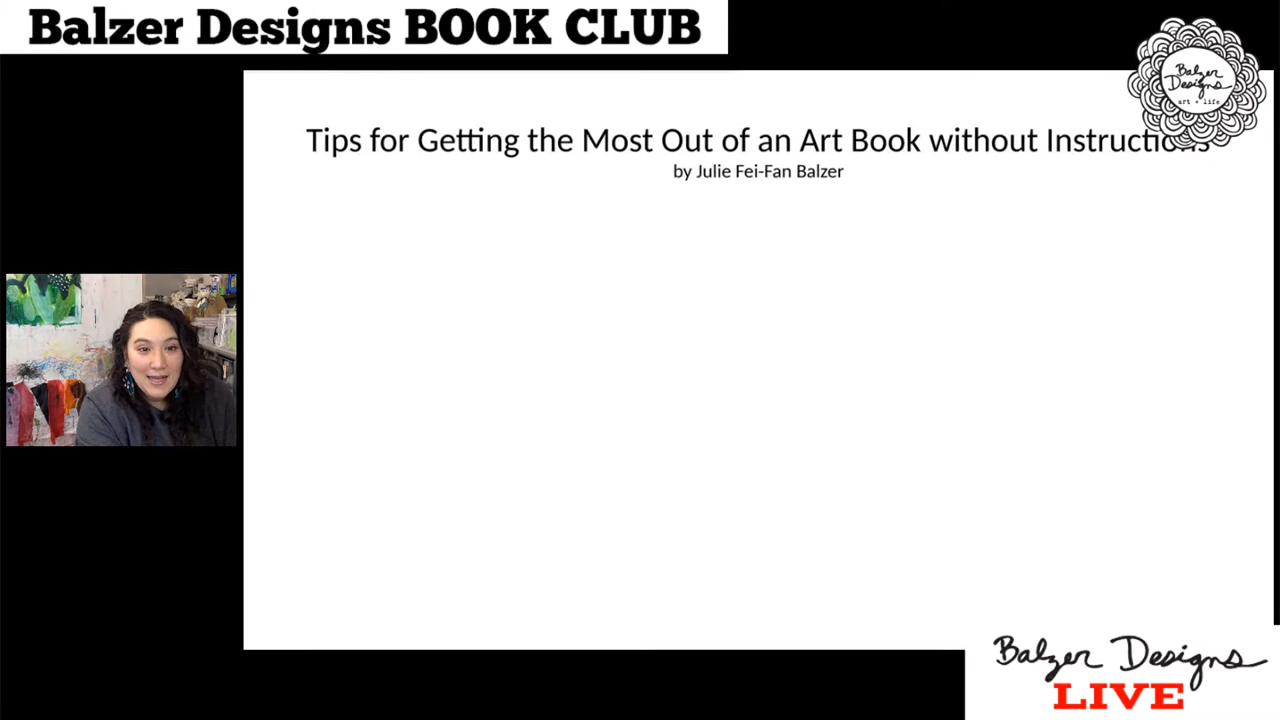 Balzer Designs BOOK CLUB
Balzer
Designs
art + life
Tips for Getting the Most Out of an Art Book without Instructions
by Julie Fei-Fan Balzer
Balzer Designs
LIVE